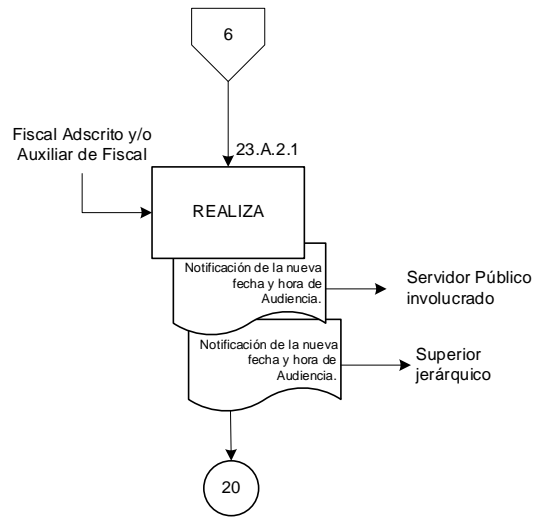 6
Fiscal Adscrito y/o
Auxiliar de Fiscal
23.A.2.1
REALIZA
Notificación de la nueva
fecha y hora de
Audiencia.
Servidor Público
involucrado
Notificación de la nueva
fecha y hora de
Audiencia.
Superior
jerárquico
20